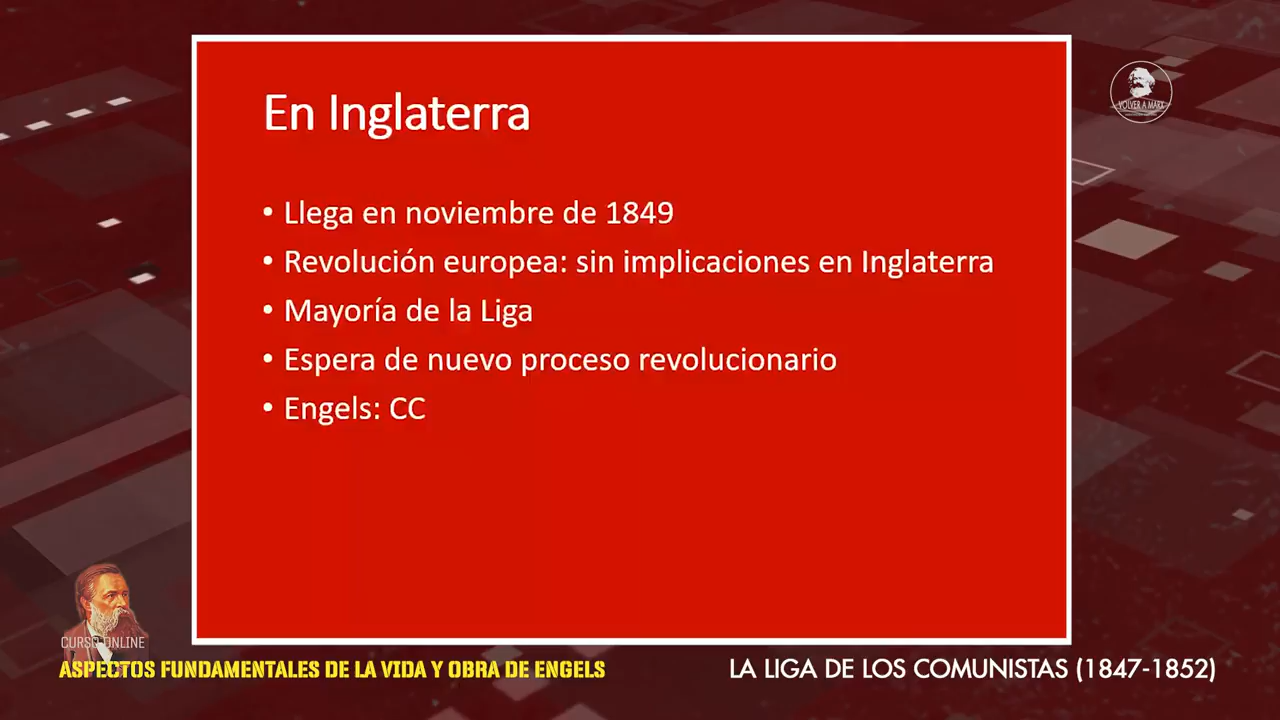 En Inglaterra
VOLVER A MARX
• Llega en noviembre de 1849
• Revolución europea: sin implicaciones en Inglaterra
• Mayoría de la Liga
• Espera de nuevo proceso revolucionario
• Engels: CC
CURSO ONLINE
ASPECTOS FUNDAMENTALES DE LA VIDA Y OBRA DE ENGELS
LA LIGA DE LOS COMUNISTAS (1847-1852)